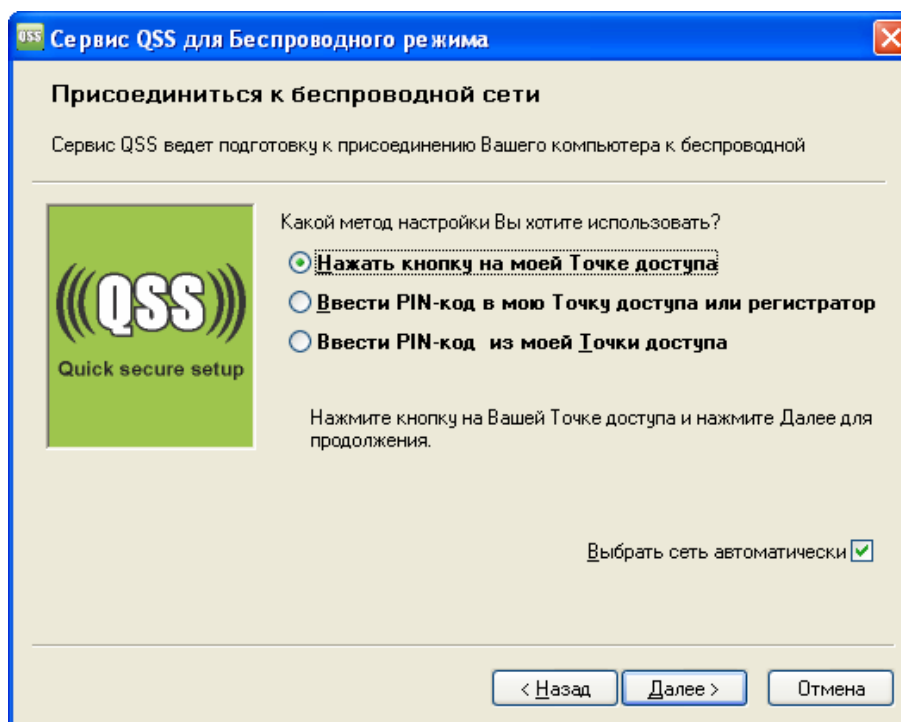 QSS Сервис QSS для Беспроводного режима
Присоединиться к беспроводной сети
Сервис QSS ведет подготовку к присоединению Вашего компьютера к беспроводной
Какой метод настройки Вы хотите использовать?
Нажать кнопку на моей Точке доступа
Ввести PIN-код в мою Точку доступа или регистратор
Ввести PIN-код из моей Точки доступа
QSS
Quick secure setup
Нажмите кнопку на Вашей Точке доступа и нажмите Далее для
продолжения.
Выбрать сеть автоматически
< Назад
Далее >
Отмена